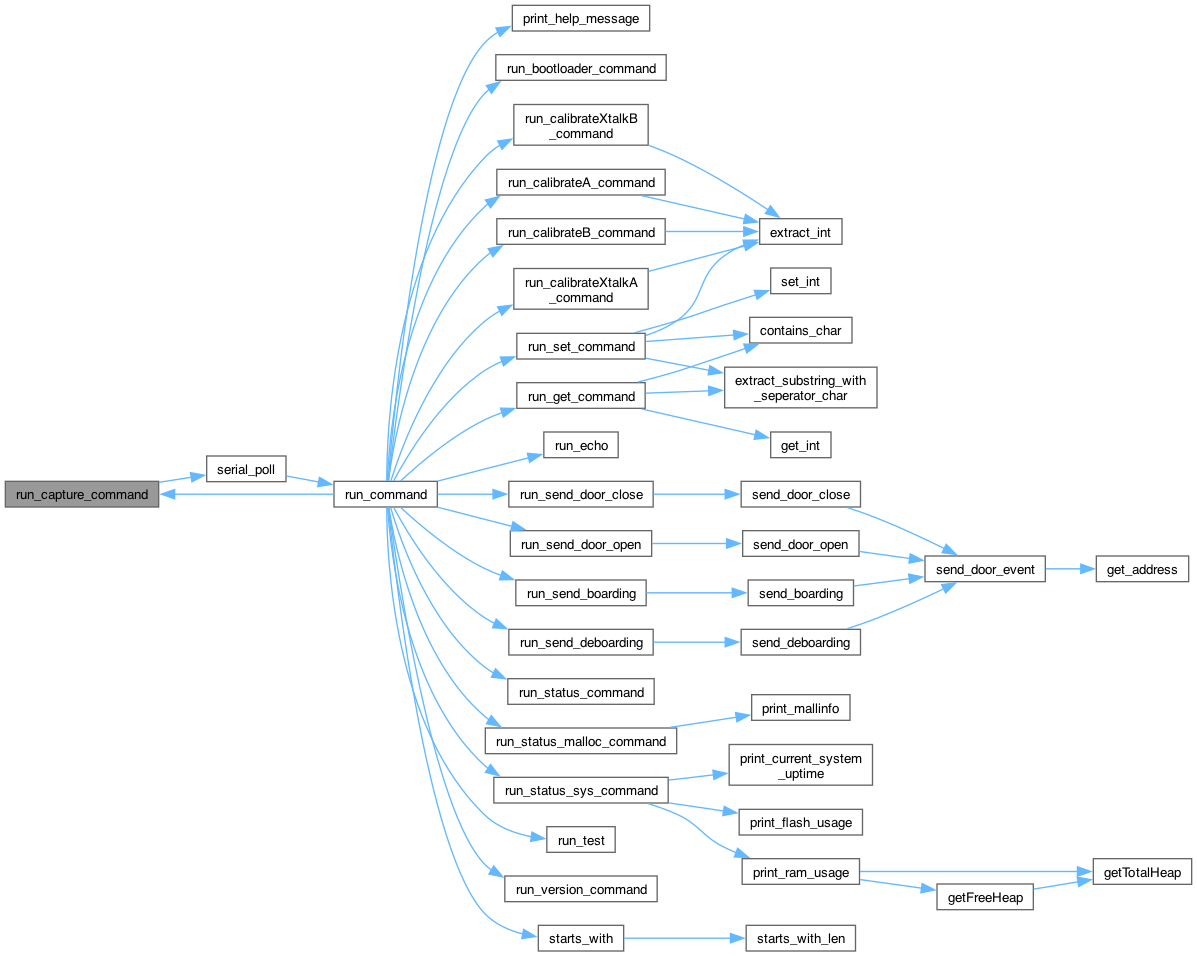 print_help_message
run_bootloader_command
run_calibrateXtalkB
_command
run_calibrateA_command
run_calibrateB_command
extract_int
run_calibrateXtalkA
_command
set_int
run_set_command
contains_char
run_get_command
extract_substring_with
_seperator_char
run_echo
get_int
serial_poll
run_capture_command
run_command
run_send_door_close
send_door_close
run_send_door_open
send_door_open
send_door_event
get_address
run_send_boarding
send_boarding
run_send_deboarding
send_deboarding
run_status_command
print_mallinfo
run_status_malloc_command
print_current_system
_uptime
run_status_sys_command
print_flash_usage
run_test
print_ram_usage
getTotalHeap
run_version_command
getFreeHeap
starts_with
starts_with_len